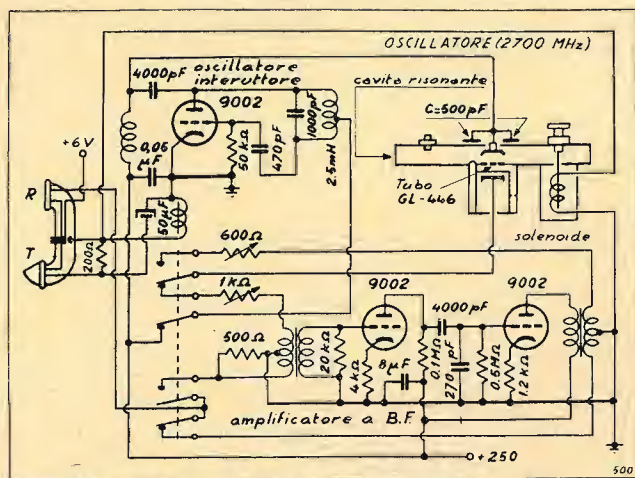 OSCILLATORE (2700 MHz)
4000pF
oscillatore
interuttore
cavita risonante
9002
1000pF
C=500pF
+6V
0,05
µF
50kΩ
470pF
2.5mH
Tubo
GL-446
R
T
50µF
200Ω
600Ω
solenoide
1kΩ
9002
9002
4000pF
500Ω
20kΩ
4kΩ
8µF
0.1MΩ
270pF
0.5MΩ
1.2kΩ
amplificatore a B.F.
+250
500